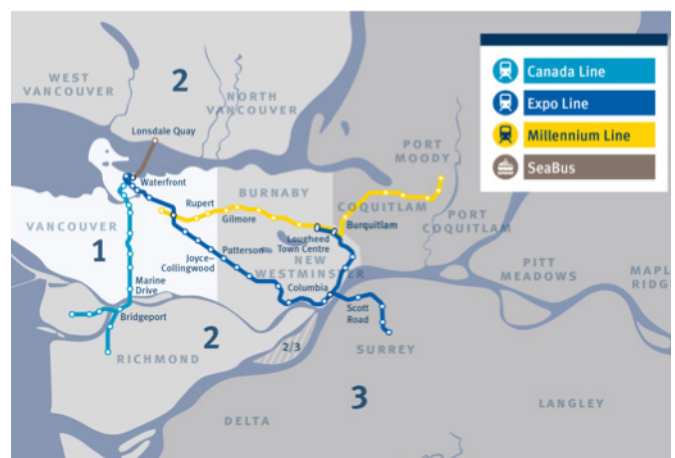 WEST
VANCOUVER
2
NORTH
VANCOUVER
Lonsdale Quay
Canada Line
Expo Line
Millennium Line
SeaBus
PORT
MOODY
Waterfront
BURNABY
Rupert
Gilmore
COQUITLAM
Burquitlam
PORT
COQUITLAM
VANCOUVER
1
Lougheed
Town Centre
Patterson
Joyce–
Collingwood
NEW
WESTMINSTER
Columbia
PITT
MEADOWS
MAPL
RIDG
Marine
Drive
Bridgeport
Scott
Road
2
RICHMOND
2/3
SURREY
3
DELTA
LANGLEY